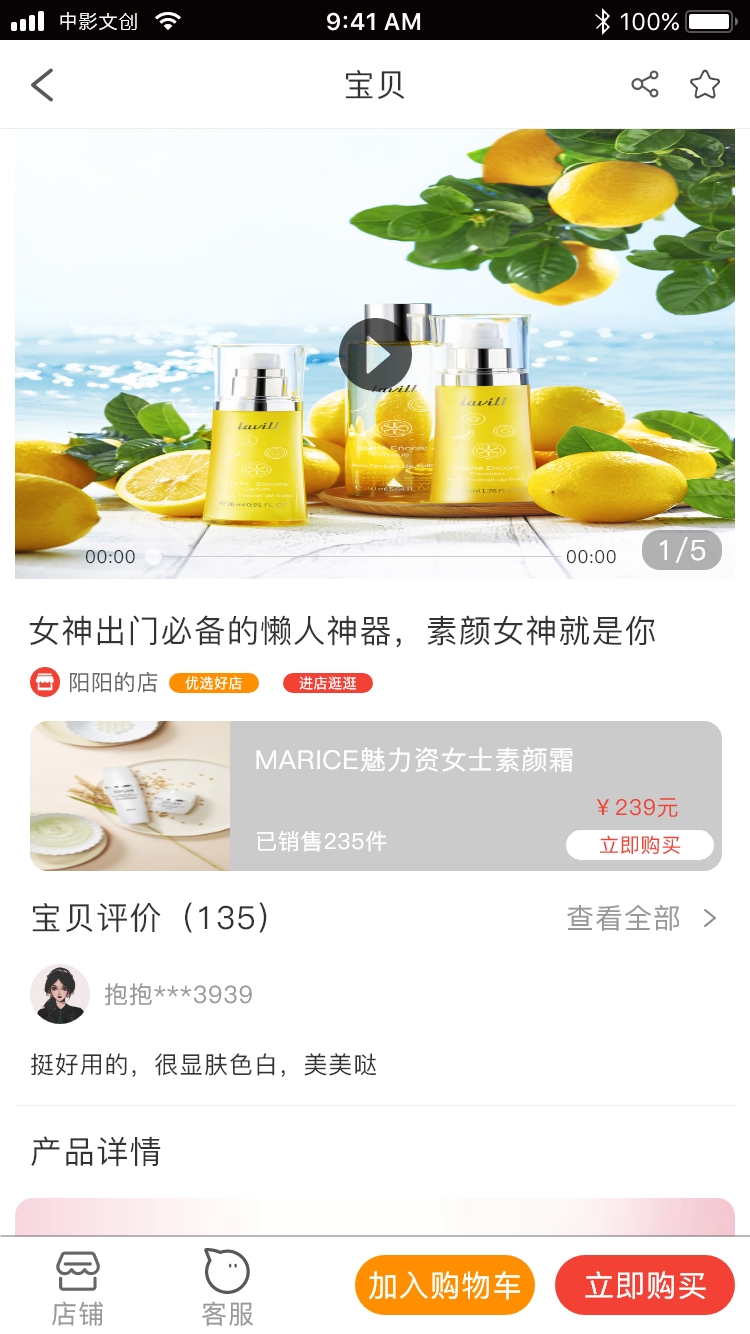 中影文创
9:41 AM
100%
宝贝
lavill
lavill
lavill
00:00
00:00
1/5
女神出门必备的懒人神器，素颜女神就是你
阳阳的店
优选好店
进店逛逛
MARICE魅力资女士素颜霜
￥239元
已销售235件
立即购买
宝贝评价（135）
查看全部
抱抱***3939
挺好用的，很显肤色白，美美哒
产品详情
店铺
客服
加入购物车
立即购买